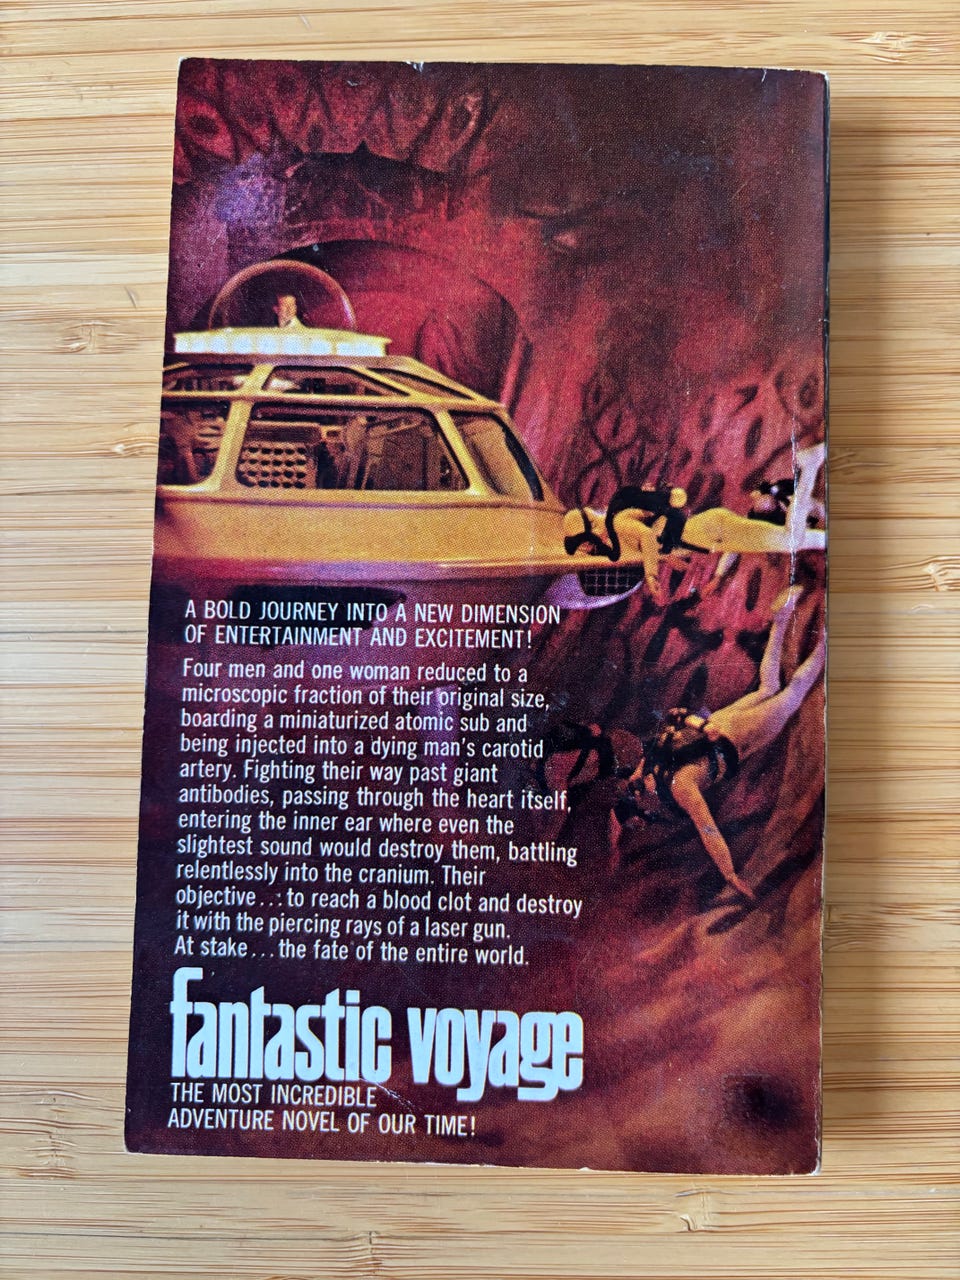 A BOLD JOURNEY INTO A NEW DIMENSION
OF ENTERTAINMENT AND EXCITEMENT!
Four men and one woman reduced to a
microscopic fraction of their original size,
boarding a miniaturized atomic sub and
being injected into a dying man's carotid
artery. Fighting their way past giant
antibodies, passing through the heart itself,
entering the inner ear where even the
slightest sound would destroy them, battling
relentlessly into the cranium. Their
objective...to reach a blood clot and destroy
it with the piercing rays of a laser gun.
At stake...the fate of the entire world.
fantastic voyage
THE MOST INCREDIBLE
ADVENTURE NOVEL OF OUR TIME!